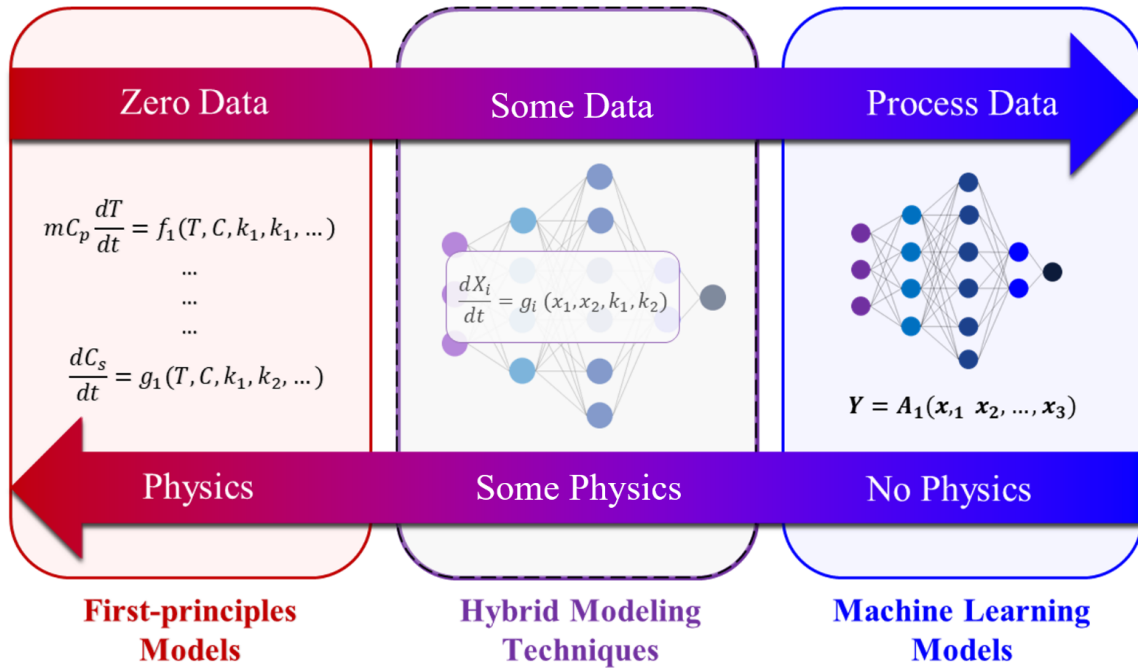 Zero Data
Some Data
Process Data
mC_p dT/dt = f_1(T, C, k_1, k_1, ...)
...
...
...
dC_s/dt = g_1(T, C, k_1, k_2, ...)
dX_i/dt = g_i (x_1, x_2, k_1, k_2)
Y = A_1(x,_1 x_2, ..., x_3)
Physics
Some Physics
No Physics
First-principles
Models
Hybrid Modeling
Techniques
Machine Learning
Models